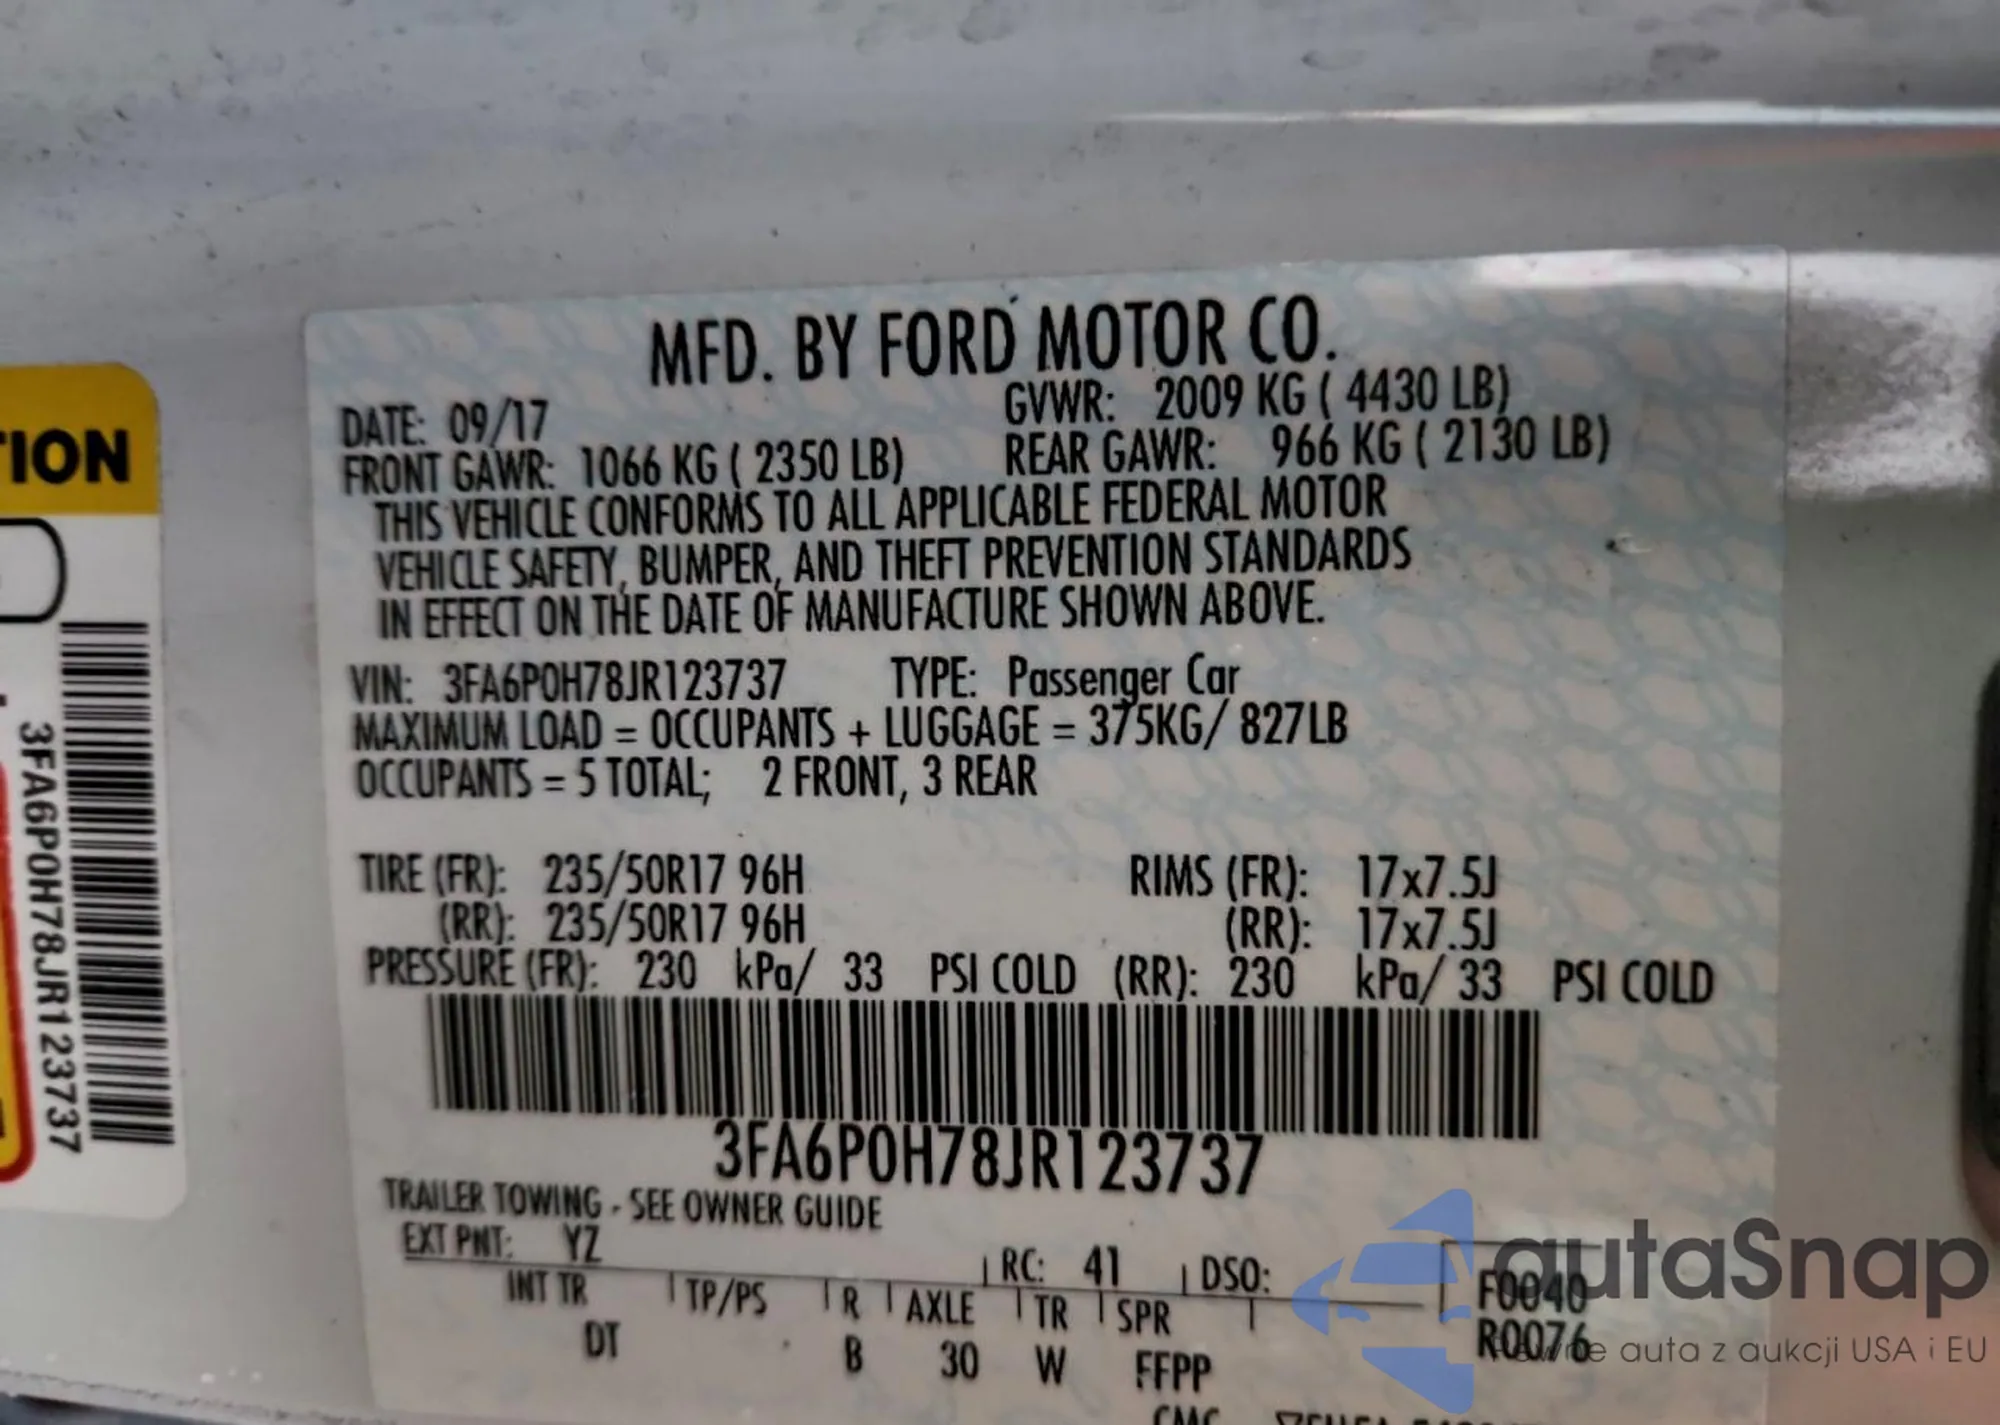 TION
3FA6P0H78JR123737
MFD. BY FORD MOTOR CO.
DATE: 09/17
GVWR: 2009 KG ( 4430 LB)
FRONT GAWR: 1066 KG ( 2350 LB)
REAR GAWR: 966 KG ( 2130 LB)
THIS VEHICLE CONFORMS TO ALL APPLICABLE FEDERAL MOTOR
VEHICLE SAFETY, BUMPER, AND THEFT PREVENTION STANDARDS
IN EFFECT ON THE DATE OF MANUFACTURE SHOWN ABOVE.
VIN: 3FA6P0H78JR123737 TYPE: Passenger Car
MAXIMUM LOAD = OCCUPANTS + LUGGAGE = 375KG/ 827LB
OCCUPANTS = 5 TOTAL; 2 FRONT, 3 REAR
TIRE (FR): 235/50R17 96H RIMS (FR): 17x7.5J
(RR): 235/50R17 96H (RR): 17x7.5J
PRESSURE (FR): 230 kPa/ 33 PSI COLD (RR): 230 kPa/ 33 PSI COLD
3FA6P0H78JR123737
TRAILER TOWING - SEE OWNER GUIDE
EXT PNT: YZ RC: 41 DSO:
INT TR TP/PS R AXLE TR SPR
F0040
DT B 30 W FFPP
R0076
autaSnap
auta z aukcji USA i EU